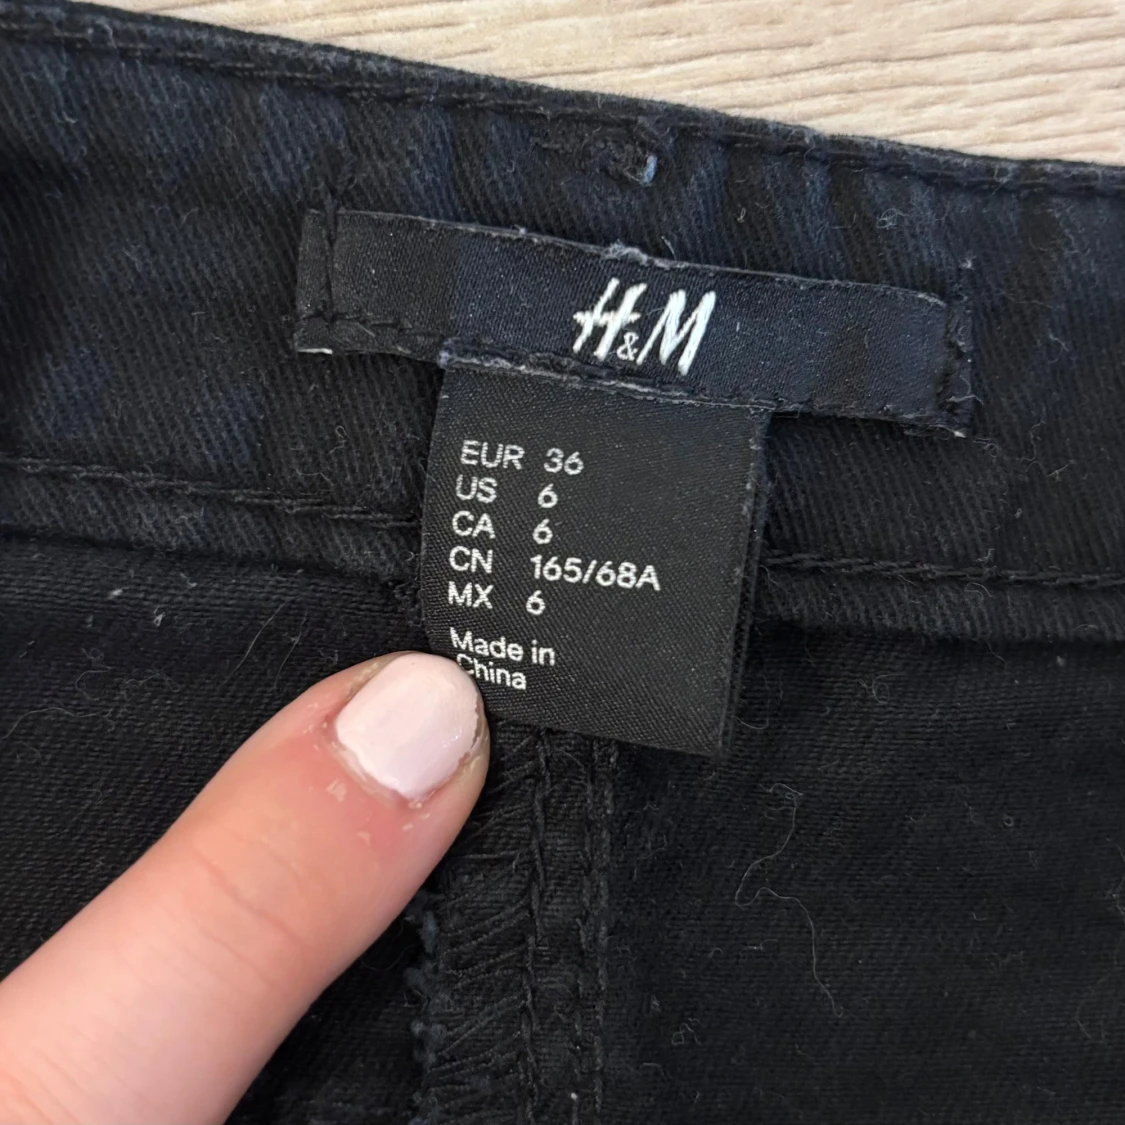 H&M
EUR 36
US 6
CA 6
CN 165/68A
MX 6
Made in
China